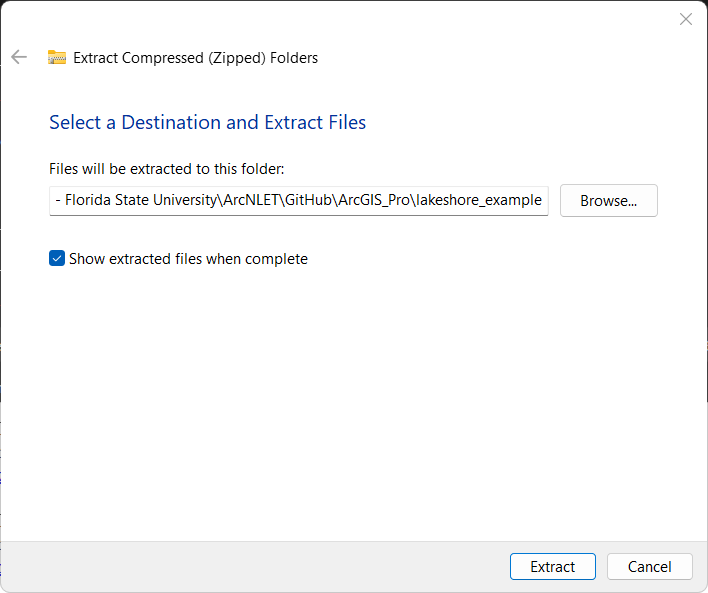 Extract Compressed (Zipped) Folders
Select a Destination and Extract Files
Files will be extracted to this folder:
- Florida State University\ArcNLET\GitHub\ArcGIS_Pro\lakeshore_example
Browse...
Show extracted files when complete
Extract
Cancel